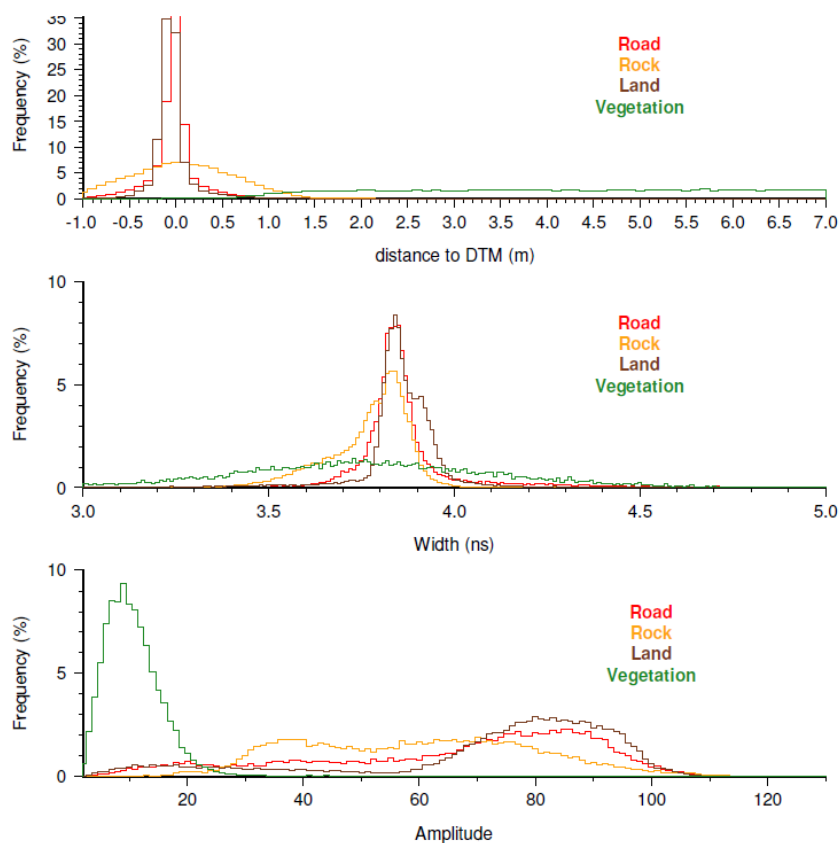 35
30
25
20
15
10
5
0
Frequency (%)
Road
Rock
Land
Vegetation
-1.0 -0.5 0.0 0.5 1.0 1.5 2.0 2.5 3.0 3.5 4.0 4.5 5.0 5.5 6.0 6.5 7.0
distance to DTM (m)
10
5
0
Frequency (%)
Road
Rock
Land
Vegetation
3.0 3.5 4.0 4.5 5.0
Width (ns)
10
5
0
Frequency (%)
Road
Rock
Land
Vegetation
20 40 60 80 100 120
Amplitude